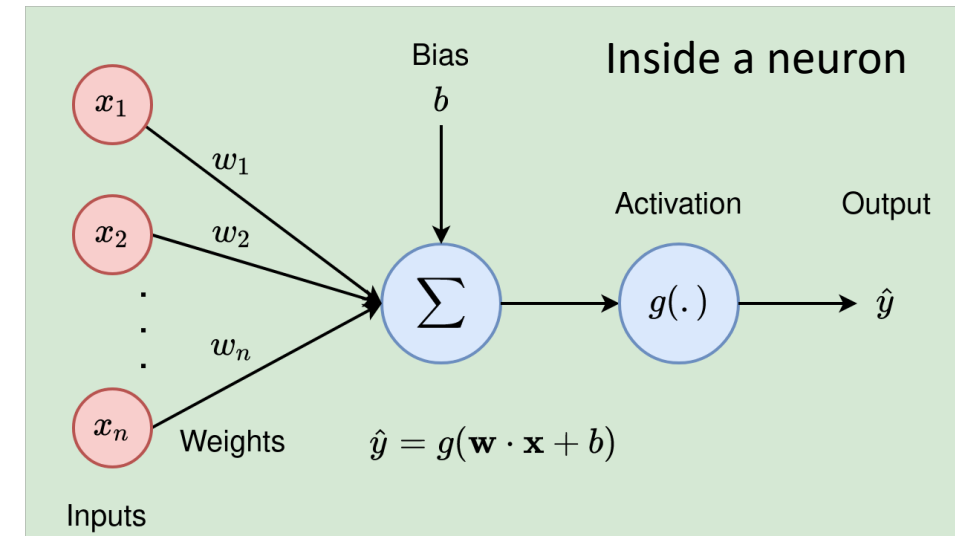 Inside a neuron
Bias
b
x₁
w₁
Activation
Output
x₂
w₂
∑
g(.)
ŷ
.
.
.
wₙ
xₙ
Weights
ŷ = g(w · x + b)
Inputs